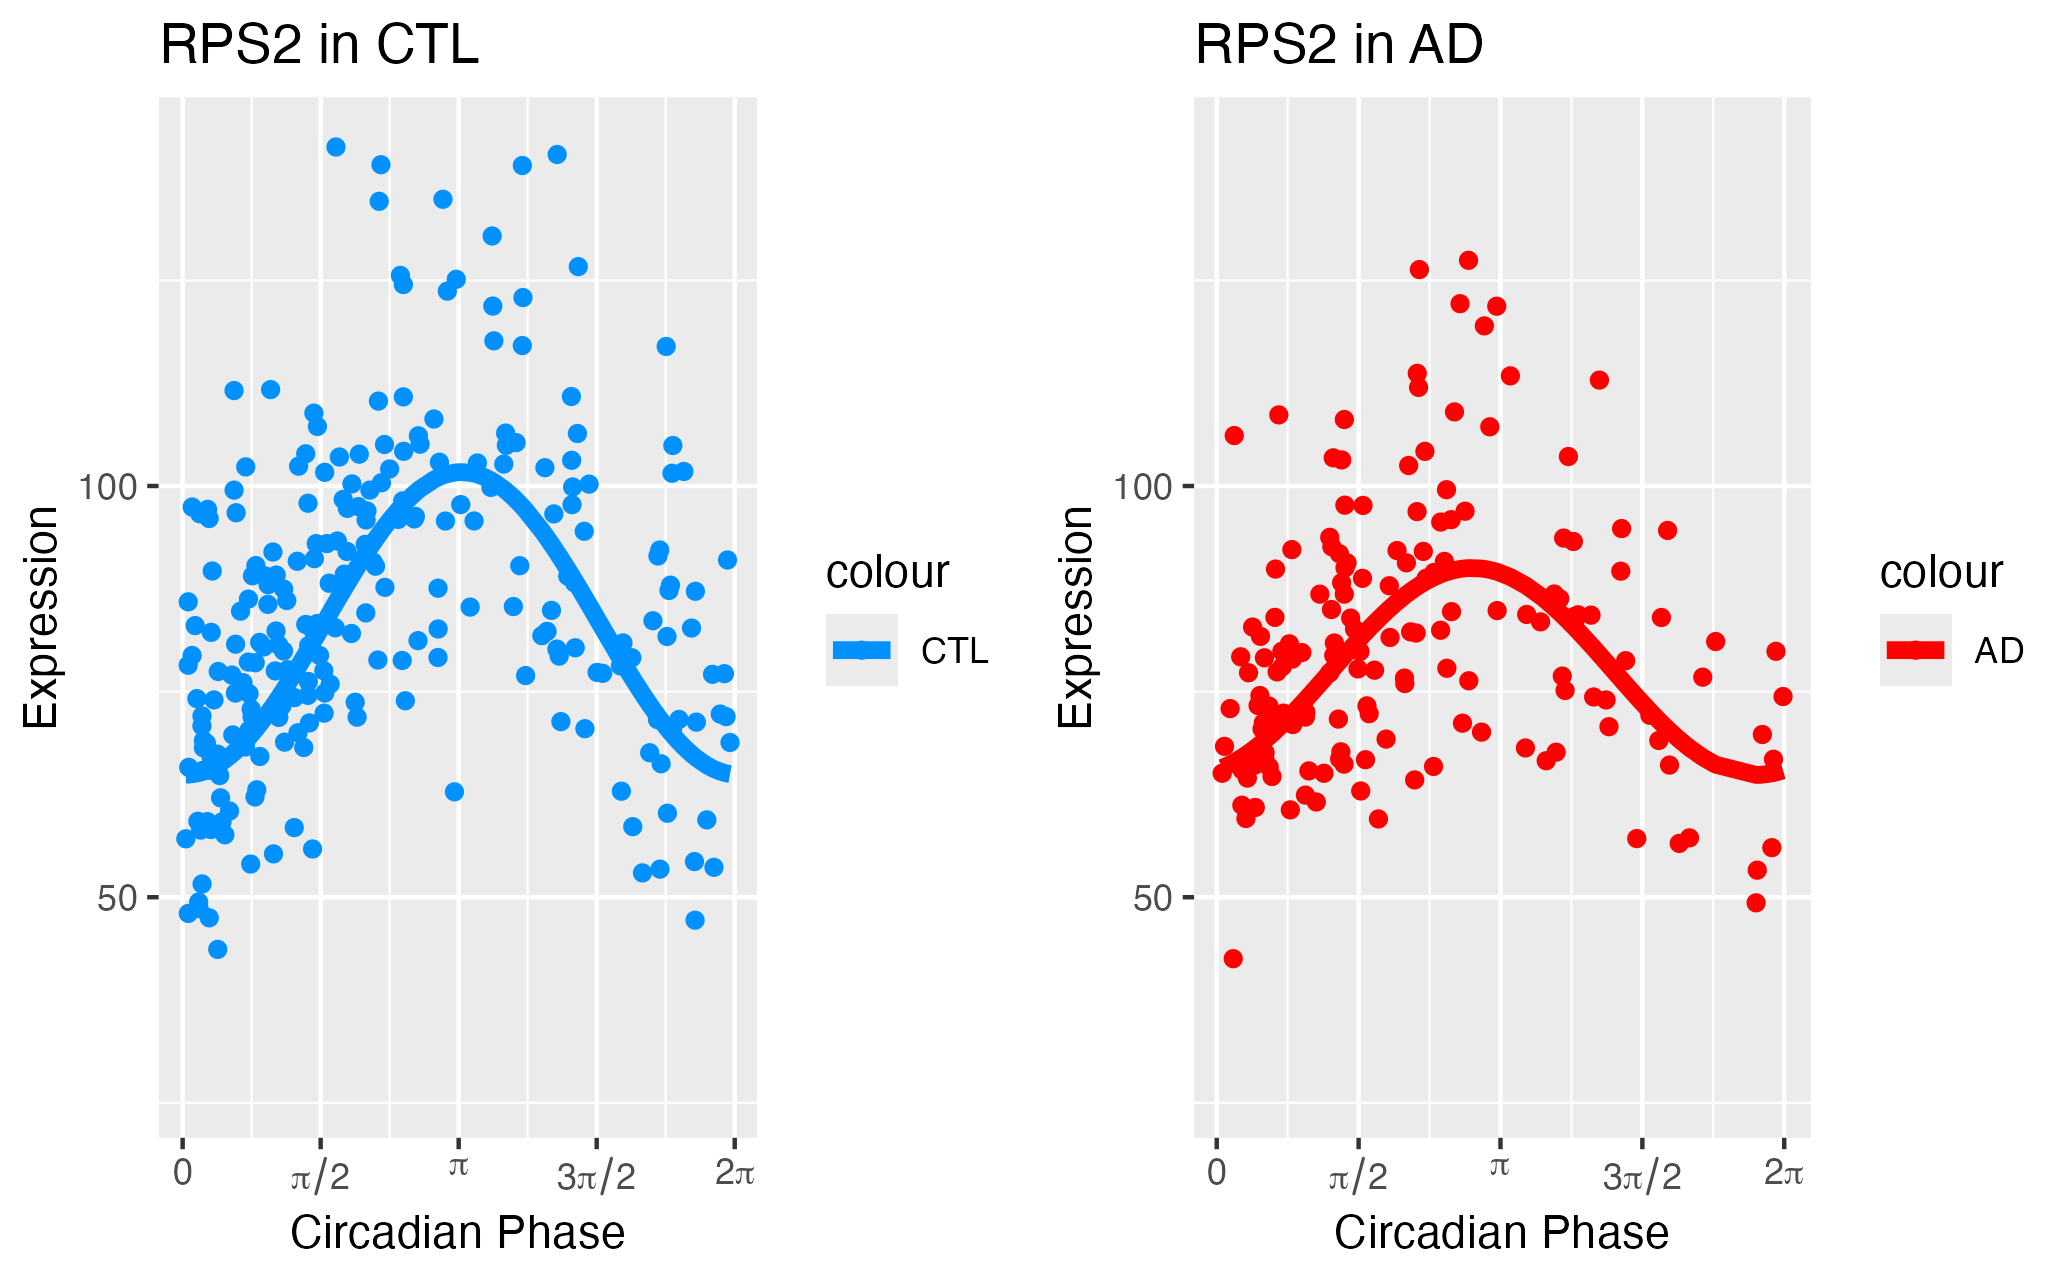 RPS2 in CTL
Expression
100
50
0 π/2 π 3π/2 2π
Circadian Phase
colour
CTL
RPS2 in AD
Expression
100
50
0 π/2 π 3π/2 2π
Circadian Phase
colour
AD